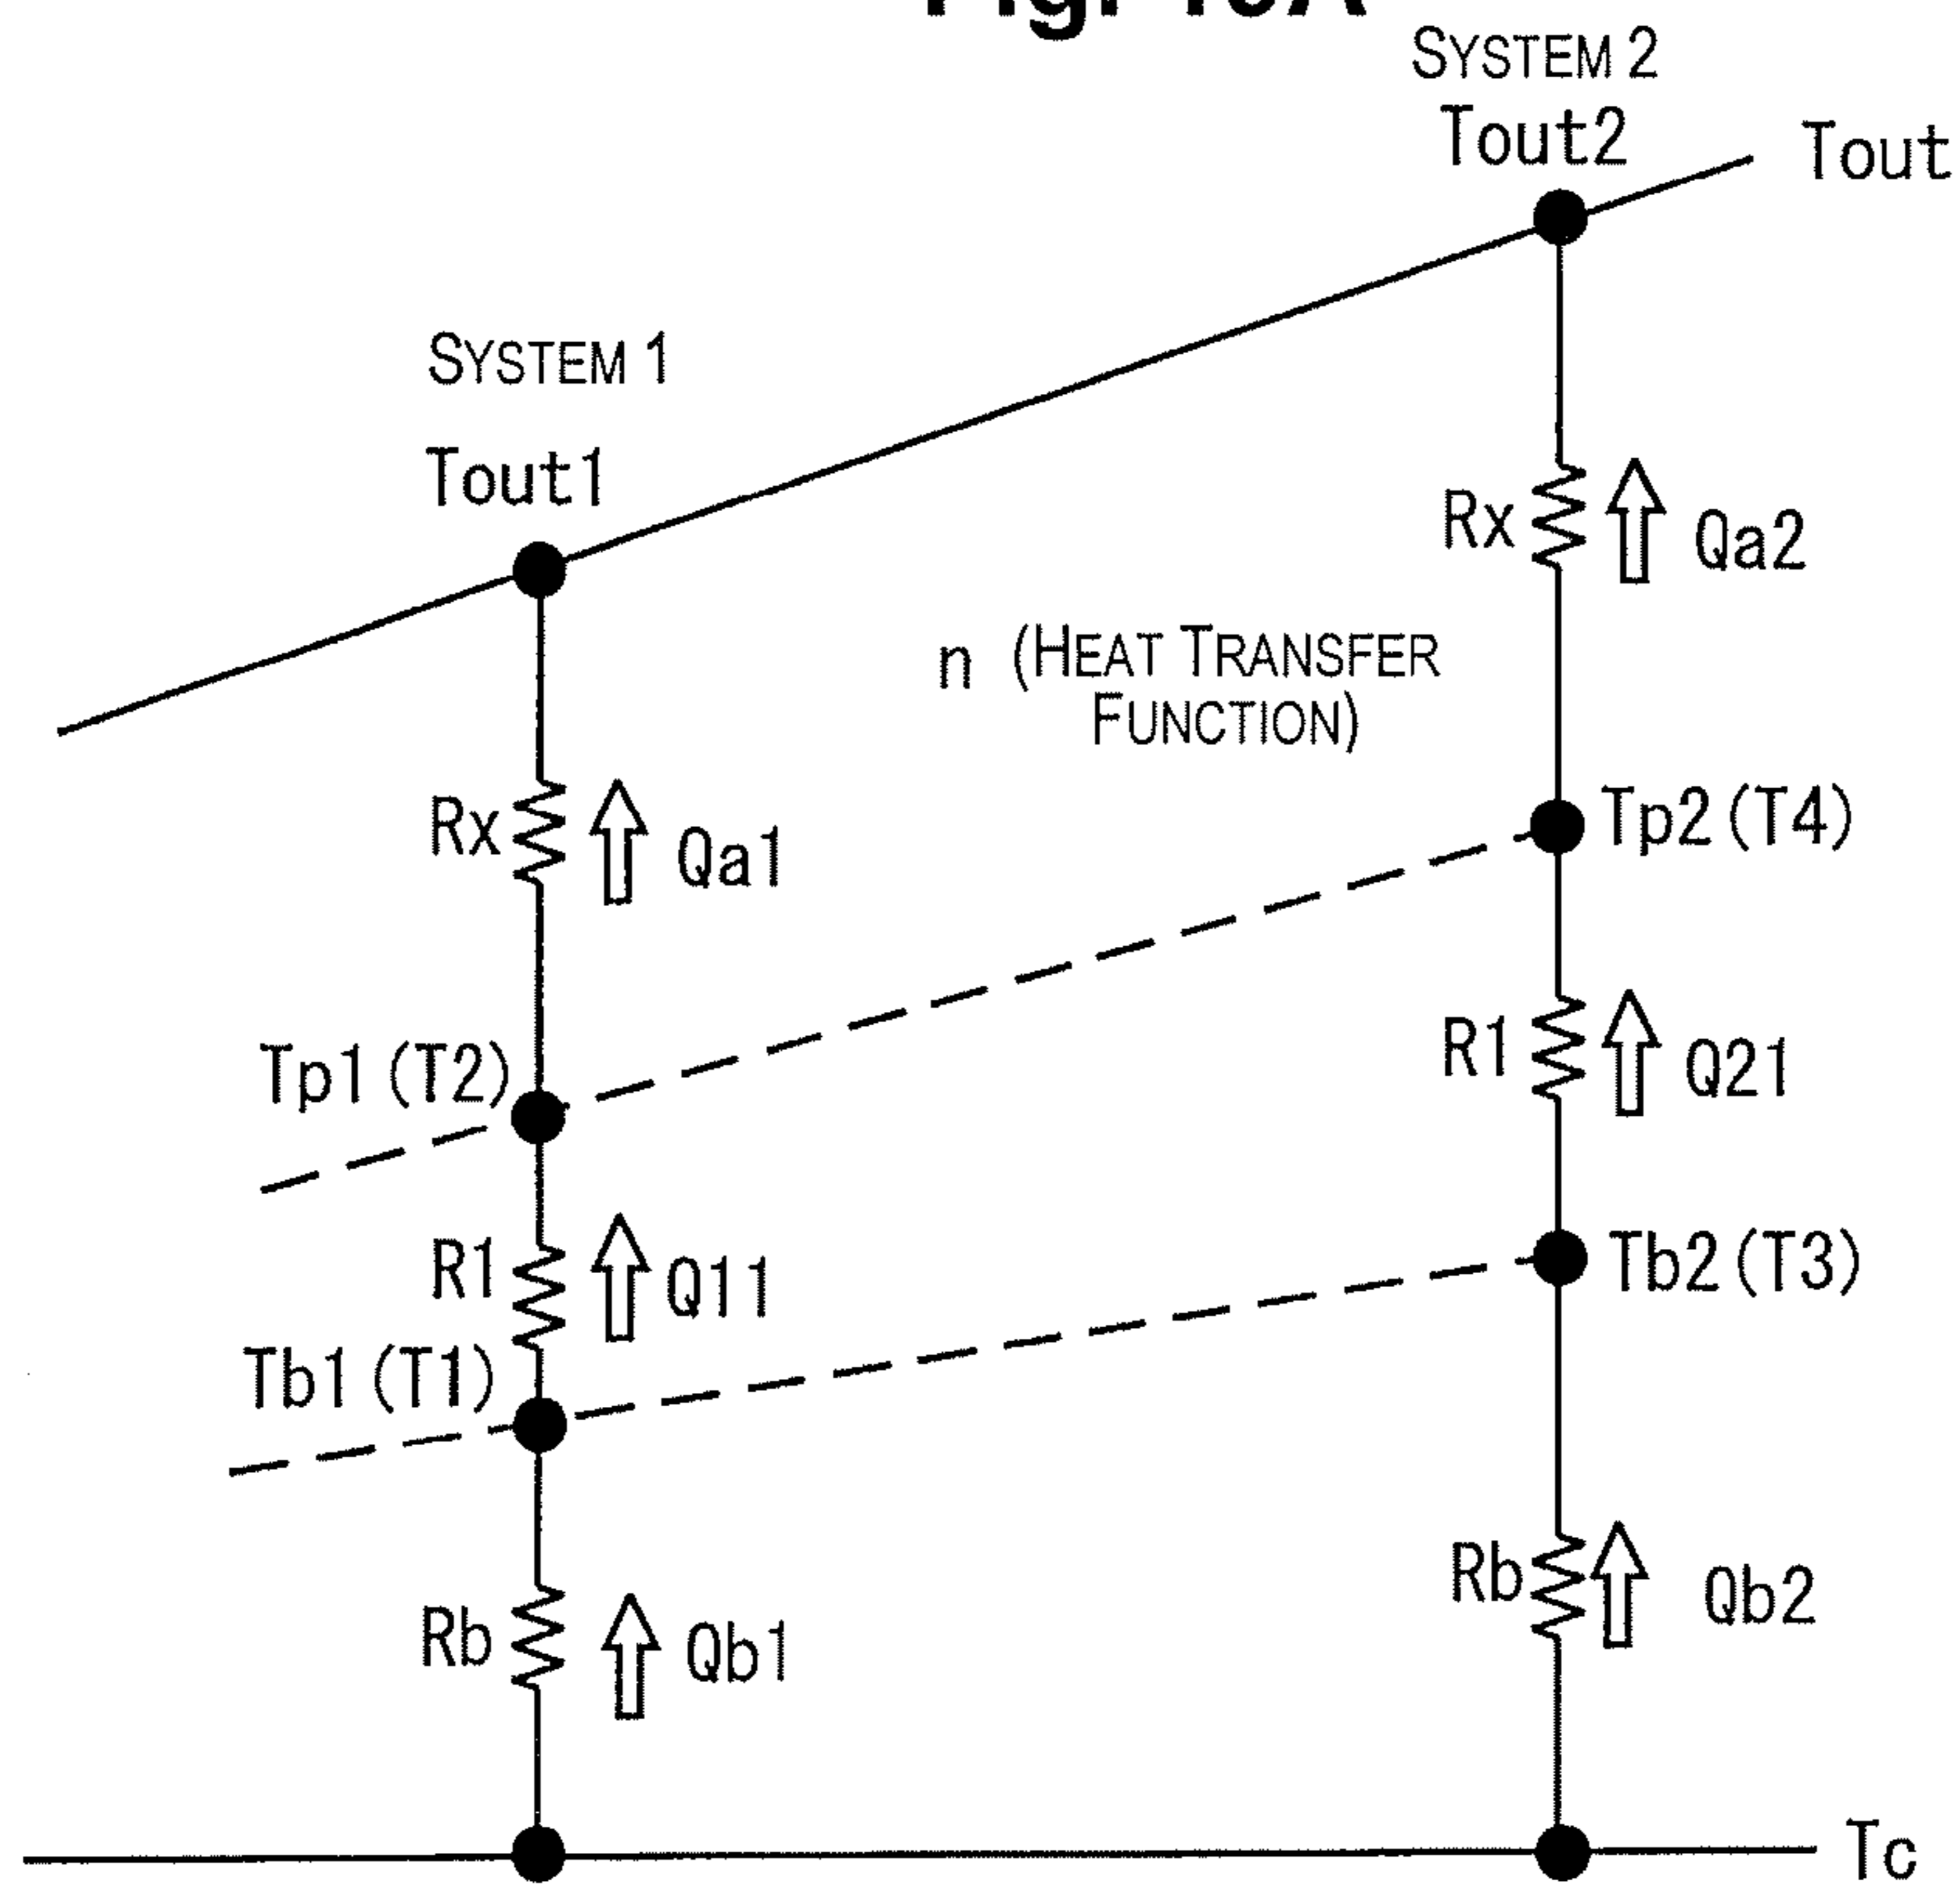 SYSTEM 2
Tout2
Tout
SYSTEM 1
Tout1
Rx
Qa2
n (HEAT TRANSFER
FUNCTION)
Rx
Qa1
Tp2 (T4)
Tp1 (T2)
R1
Q21
R1
Q11
Tb2 (T3)
Tb1 (T1)
Rb
Qb2
Rb
Qb1
Tc